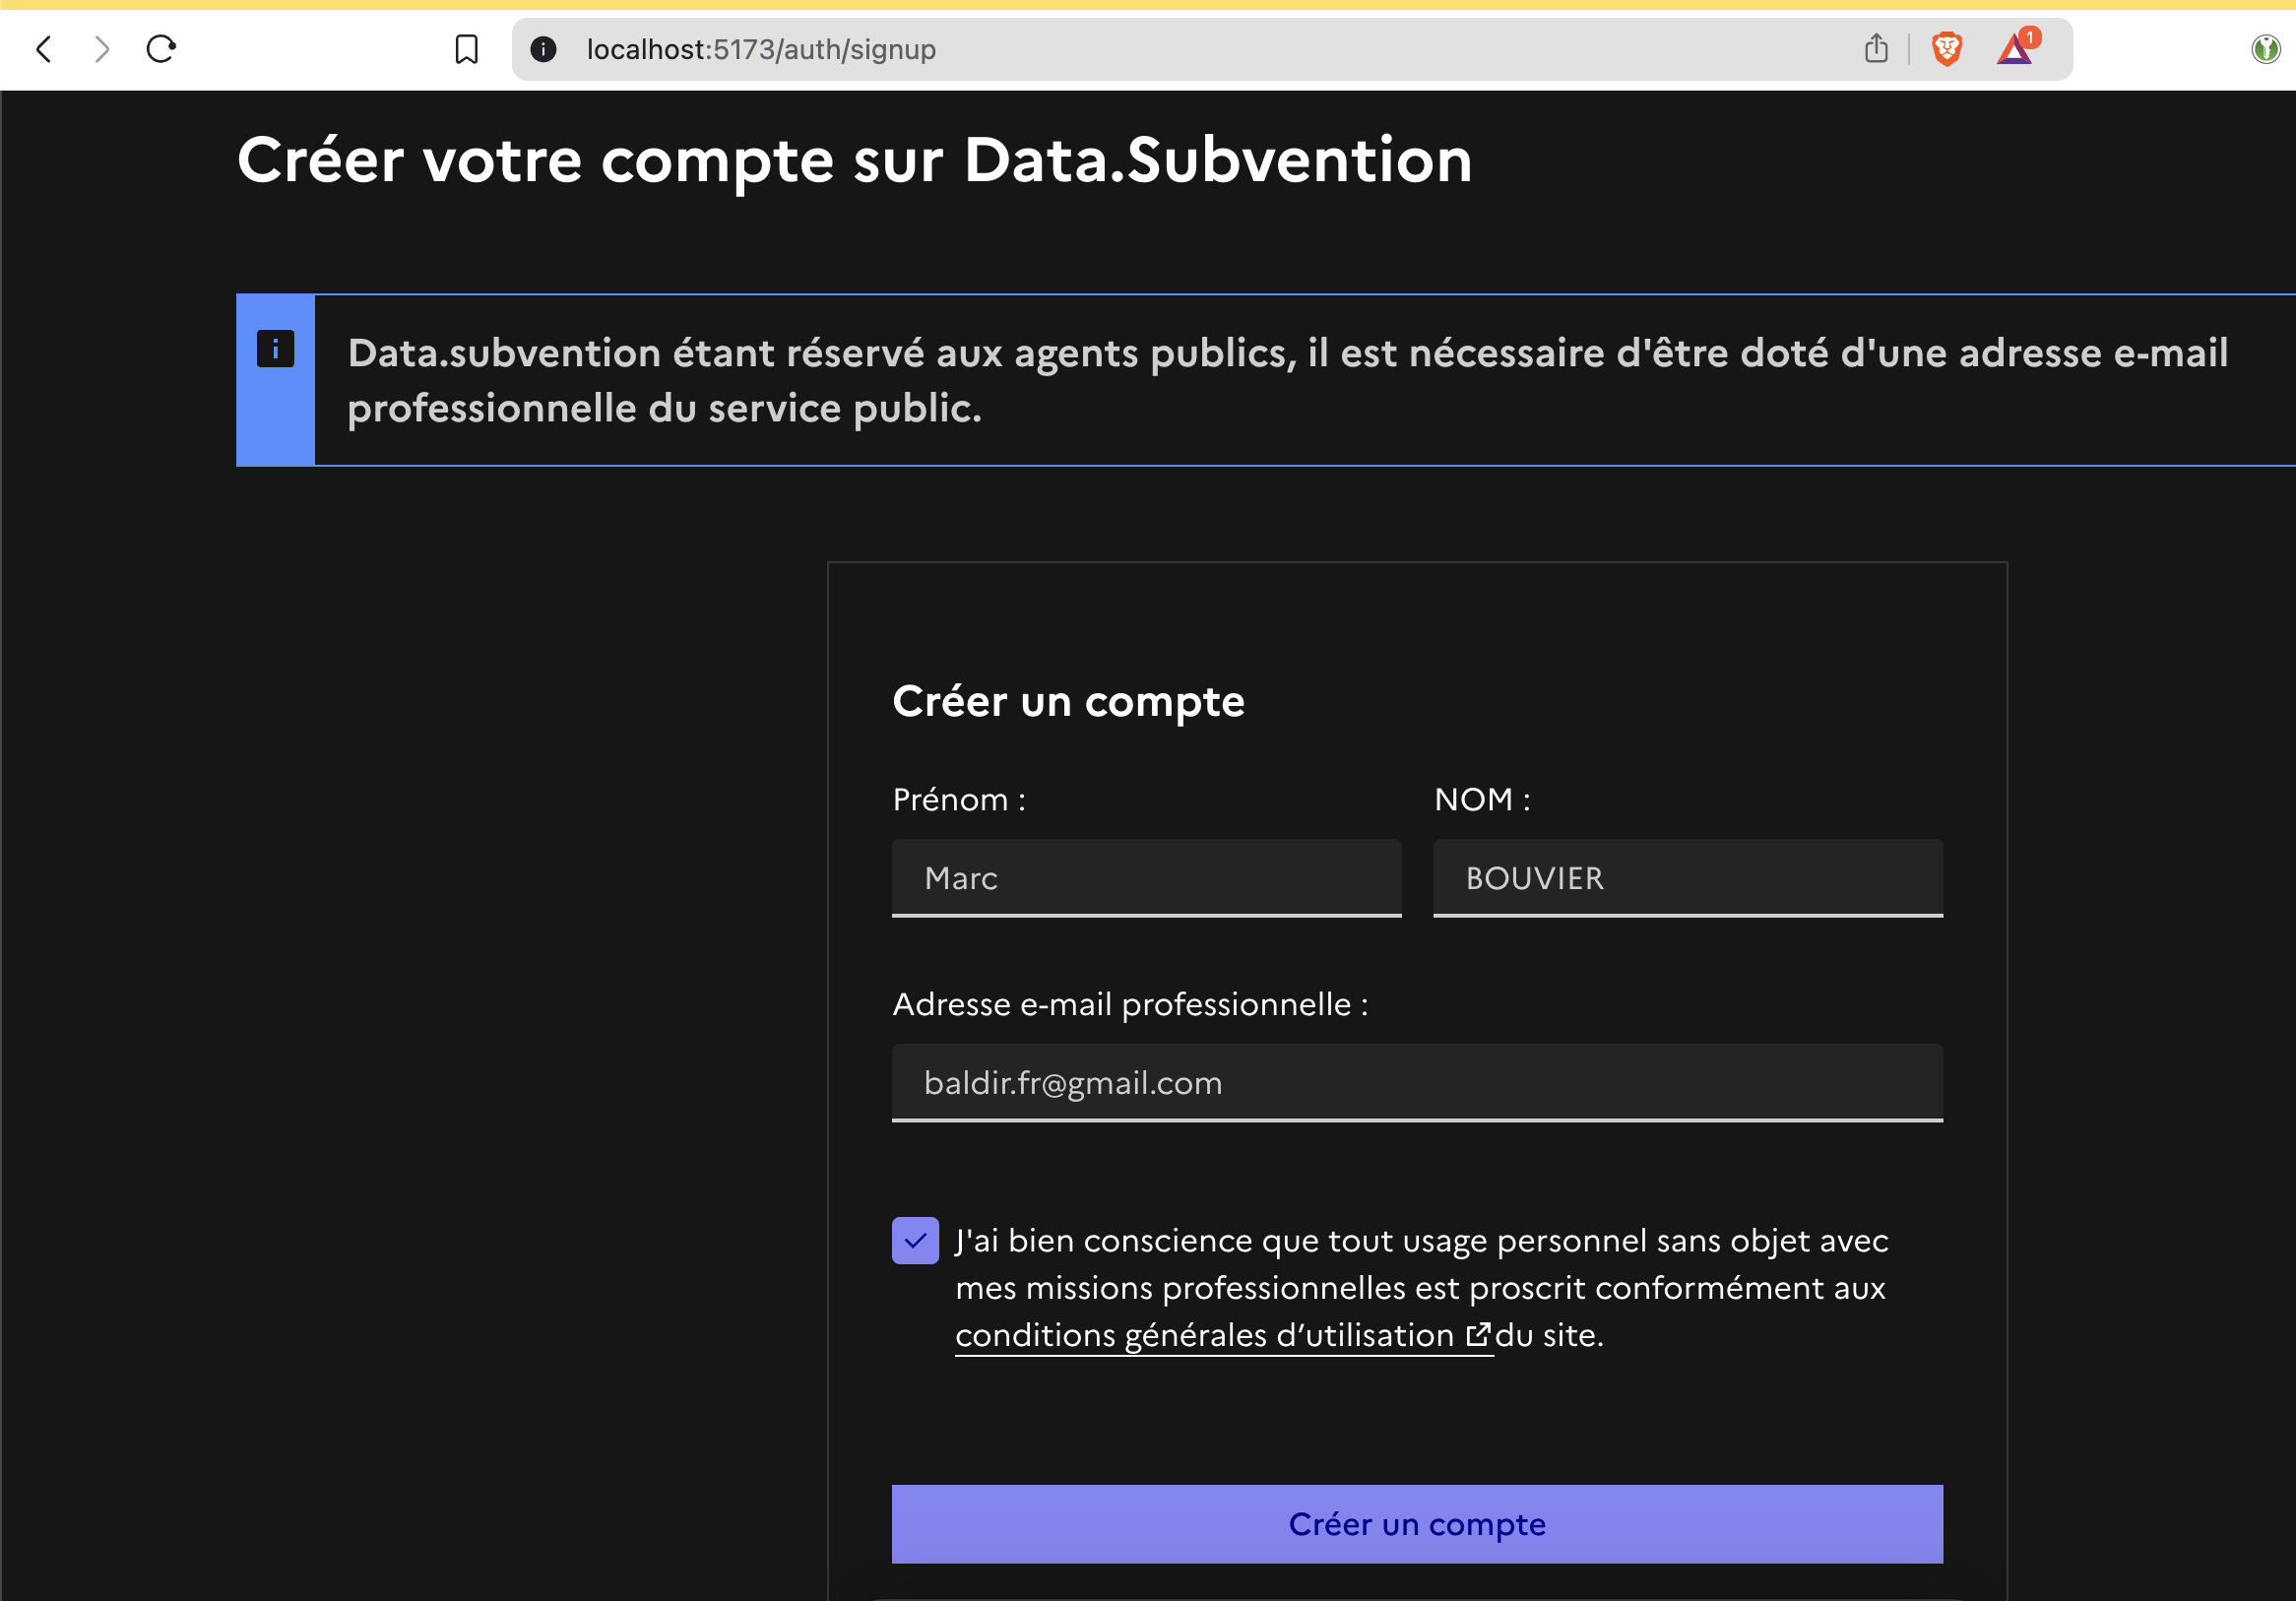 localhost:5173/auth/signup
1
Créer votre compte sur Data.Subvention
Data.subvention étant réservé aux agents publics, il est nécessaire d'être doté d'une adresse e-mail
professionnelle du service public.
Créer un compte
Prénom : NOM :
Marc BOUVIER
Adresse e-mail professionnelle :
baldir.fr@gmail.com
J'ai bien conscience que tout usage personnel sans objet avec
mes missions professionnelles est proscrit conformément aux
conditions générales d’utilisation du site.
Créer un compte